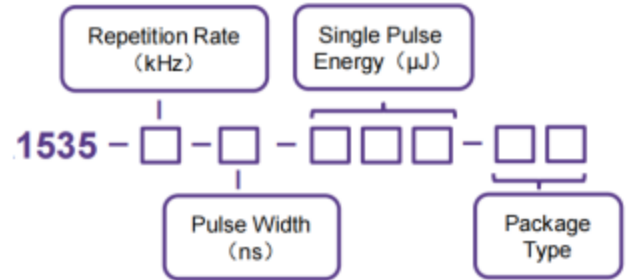 Repetition Rate
（kHz）
Single Pulse
Energy（μJ）
1535 – □ – □ – □□□ – □□
Pulse Width
（ns）
Package
Type